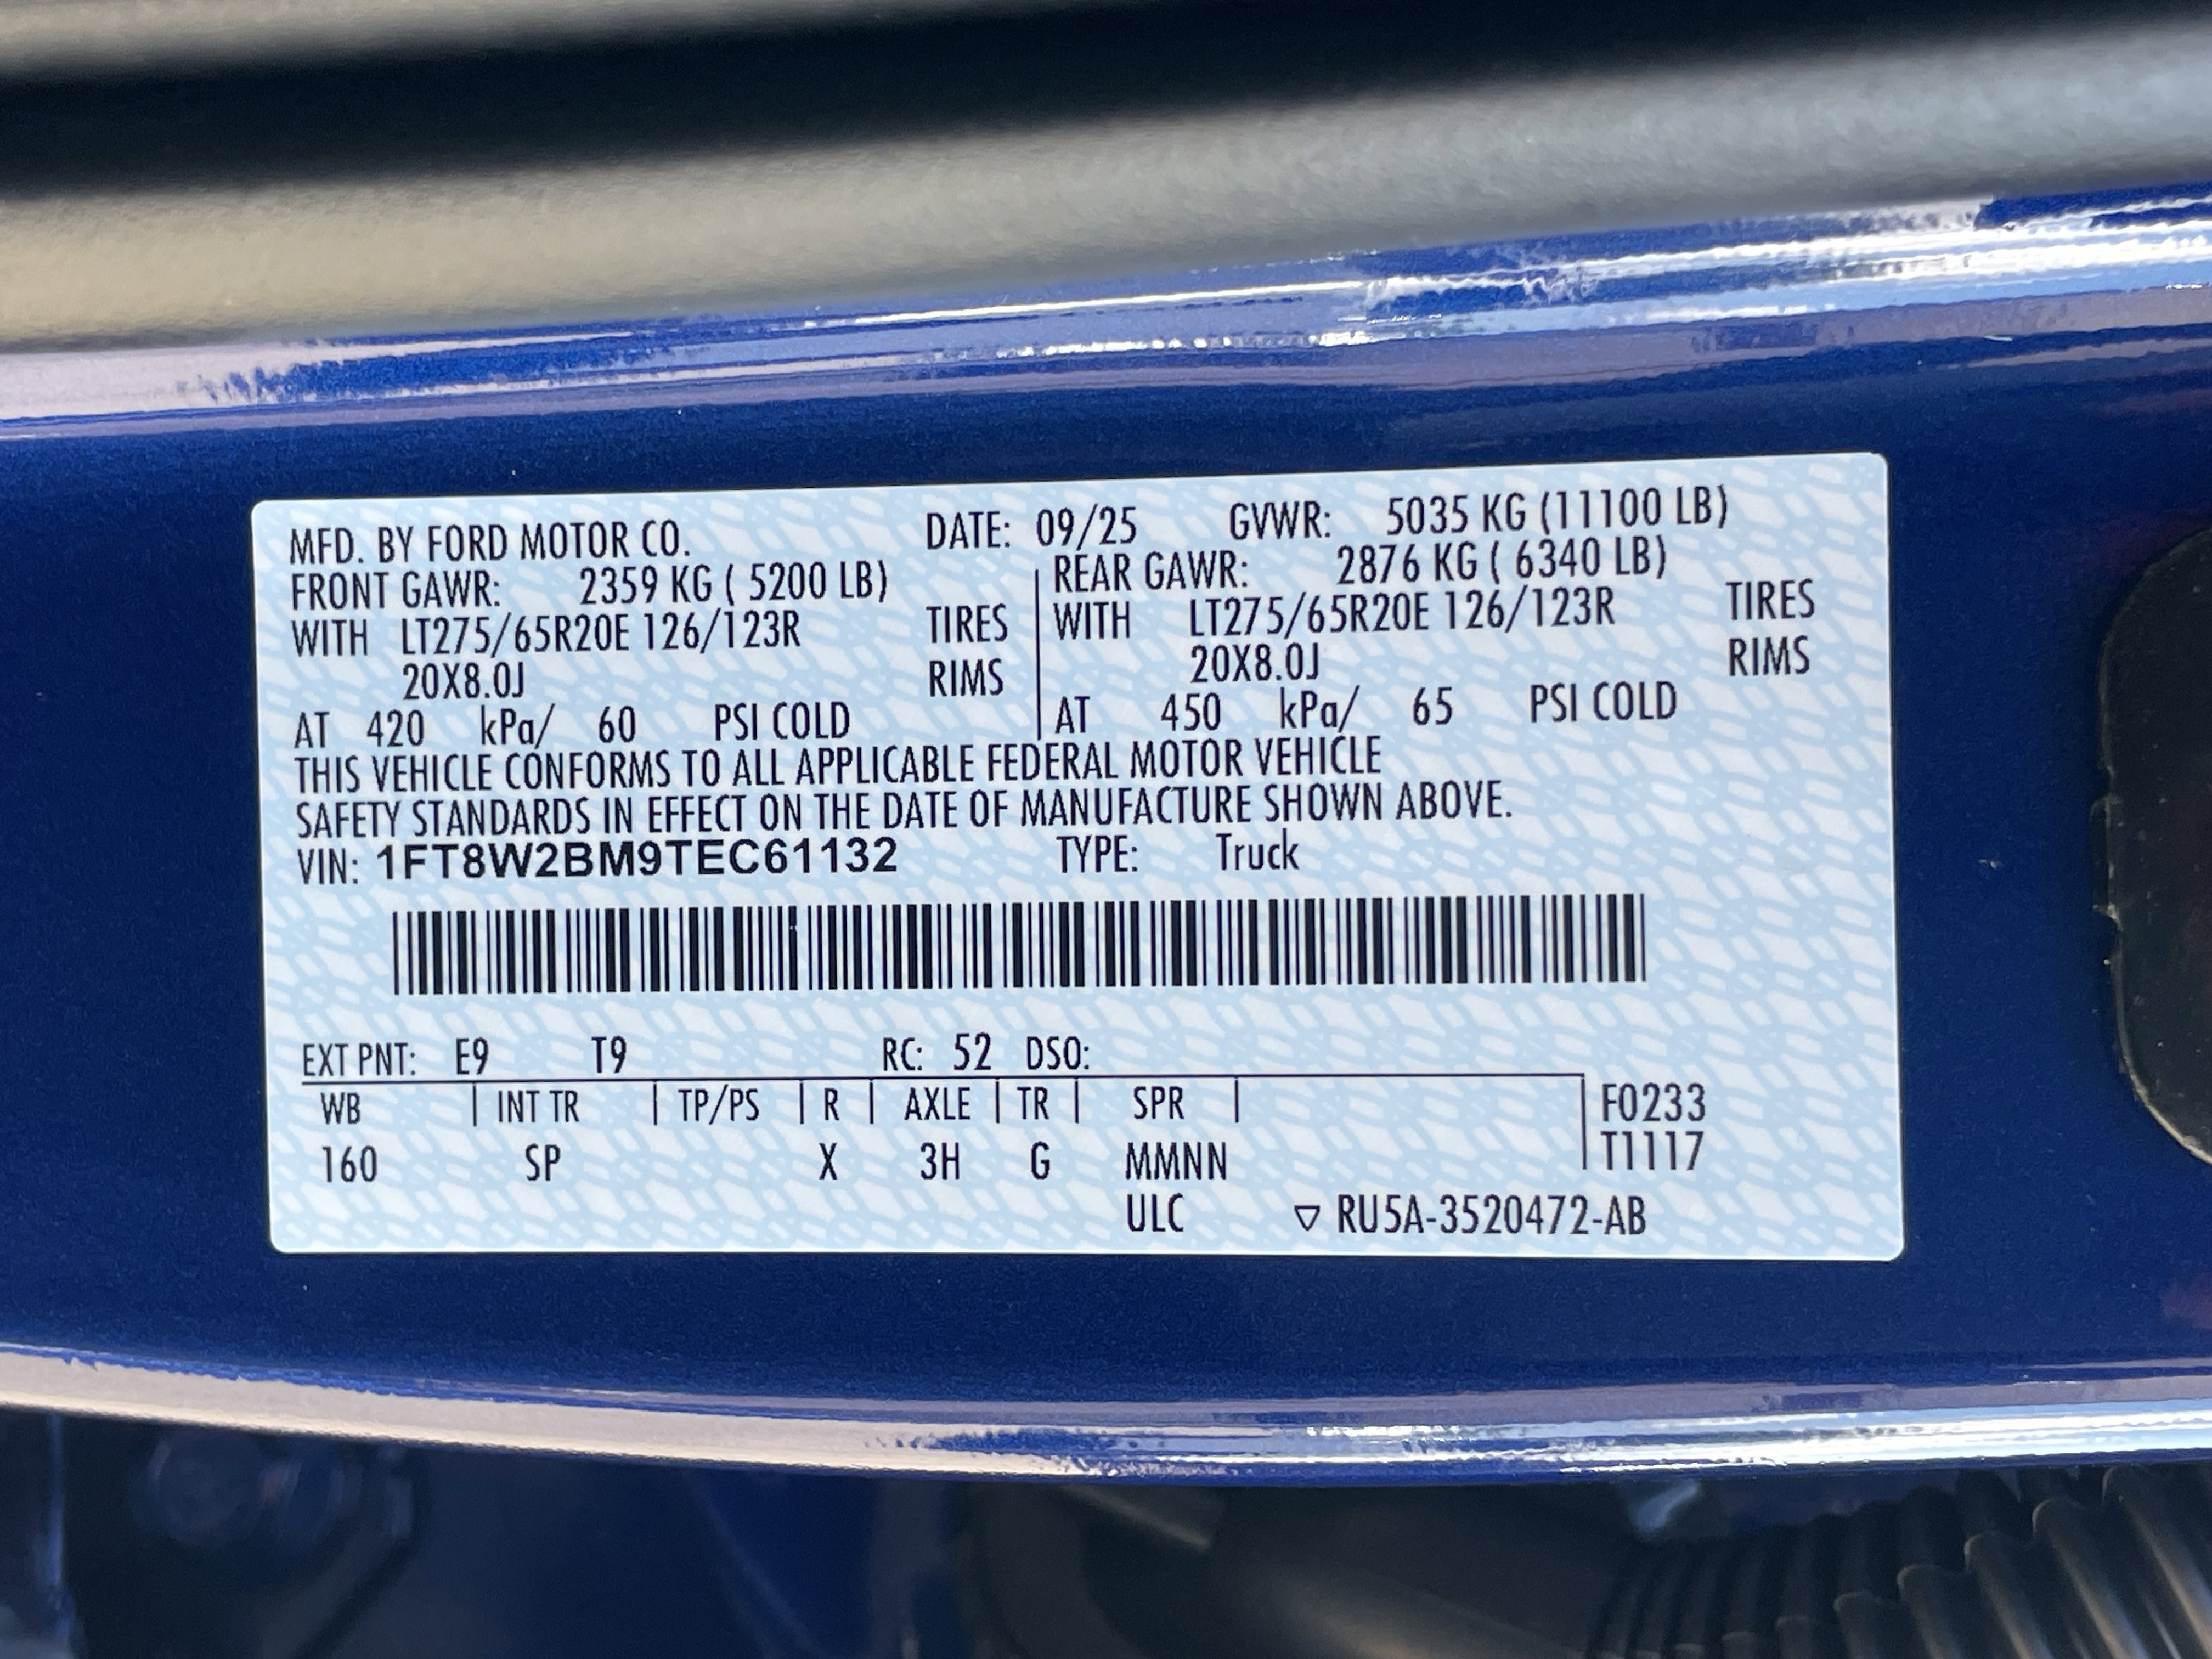 MFD. BY FORD MOTOR CO. DATE: 09/25 GVWR: 5035 KG (11100 LB)
FRONT GAWR: 2359 KG ( 5200 LB) REAR GAWR: 2876 KG ( 6340 LB)
WITH LT275/65R20E 126/123R TIRES WITH LT275/65R20E 126/123R TIRES
20X8.0J RIMS 20X8.0J RIMS
AT 420 kPa/ 60 PSI COLD AT 450 kPa/ 65 PSI COLD
THIS VEHICLE CONFORMS TO ALL APPLICABLE FEDERAL MOTOR VEHICLE
SAFETY STANDARDS IN EFFECT ON THE DATE OF MANUFACTURE SHOWN ABOVE.
VIN: 1FT8W2BM9TEC61132 TYPE: Truck
EXT PNT: E9 T9 RC: 52 DSO:
WB INT TR TP/PS R AXLE TR SPR F0233
160 SP X 3H G MMNN T1117
ULC ▽ RU5A-3520472-AB